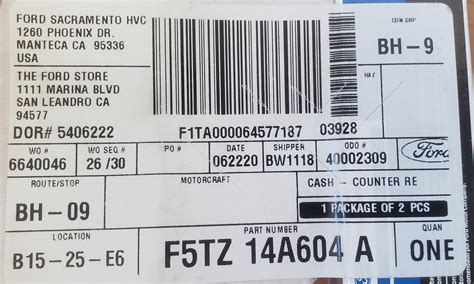 FORD SACRAMENTO HVC
1260 PHOENIX DR.
MANTECA CA 95336
USA
THE FORD STORE
1111 MARINA BLVD
SAN LEANDRO CA
94577
DOR# 5406222
F1TA000064577187 03928
CON GRP
BH-9
HAZ
WO #
6640046
WO SEQ #
26/30
PO #
DATE
062220
SHIPPER
BW1118
ODO #
40002309
Ford
ROUTE/STOP
BH-09
MOTORCRAFT
CASH - COUNTER RE
1 PACKAGE OF 2 PCS
LOCATION
B15-25-E6
PART NUMBER
F5TZ 14A604 A
QUAN
ONE